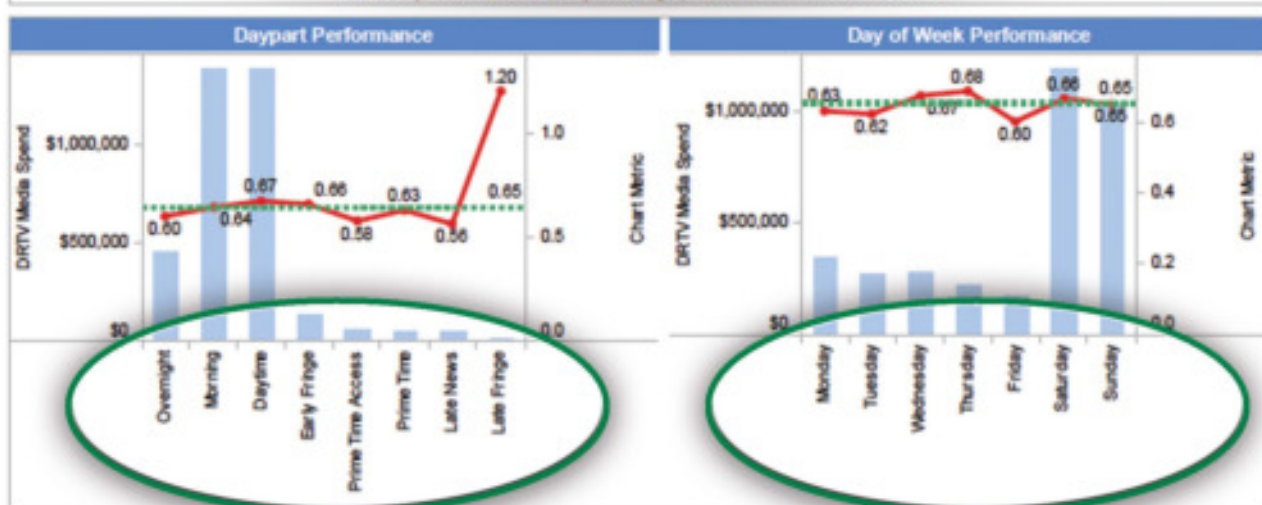 Daypart Performance
DRTV Media Spend
$1,000,000
$500,000
$0
0.60
0.64
0.67
0.66
0.58
0.63
0.56
1.20
0.65
1.0
0.5
0.0
Chart Metric
Overnight
Morning
Daytime
Early Fringe
Prime Time Access
Prime Time
Late News
Late Fringe
Day of Week Performance
DRTV Media Spend
$1,000,000
$500,000
$0
0.63
0.62
0.67
0.68
0.60
0.66
0.65
0.65
0.6
0.4
0.2
0.0
Chart Metric
Monday
Tuesday
Wednesday
Thursday
Friday
Saturday
Sunday